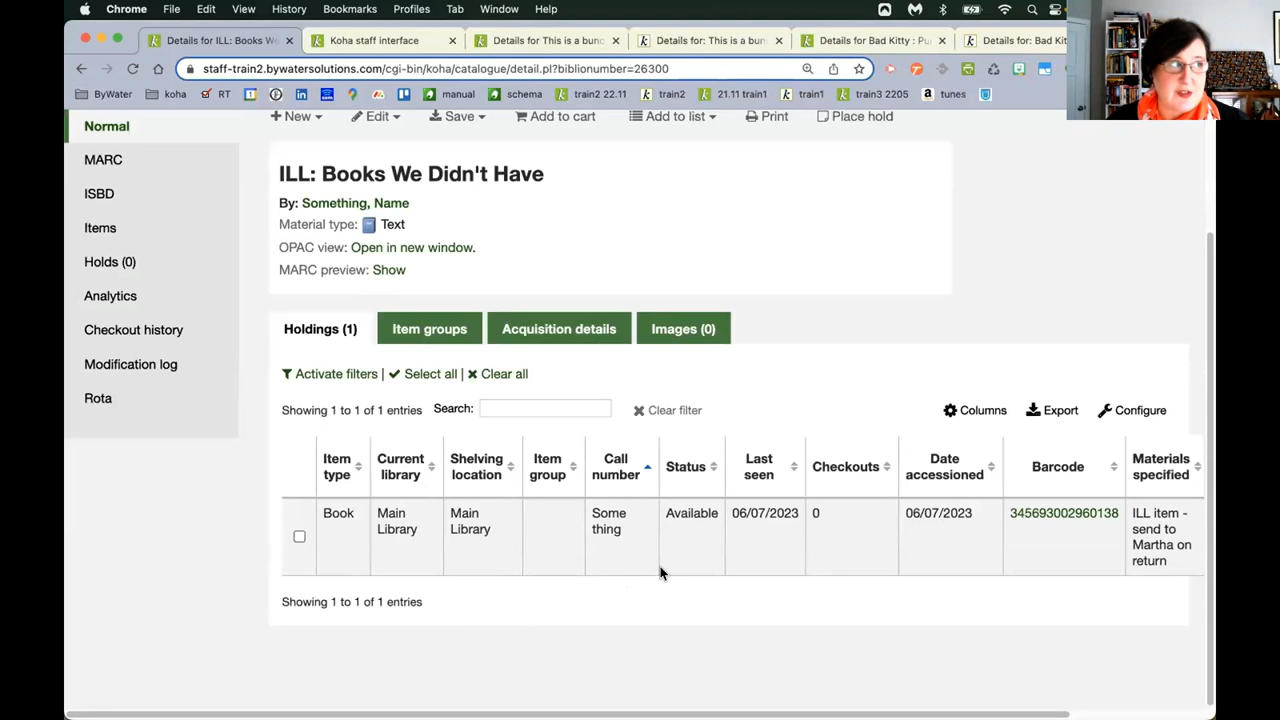 Chrome File Edit View History Bookmarks Profiles Tab Window Help
Details for ILL: Books We Koha staff interface Details for This is a bunc Details for: This is a bun Details for Bad Kitty : Pu Details for: Bad Kit
staff-train2.bywatersolutions.com/cgi-bin/koha/catalogue/detail.pl?biblionumber=26300
ByWater koha RT manual schema train2 22.11 train2 21.11 train1 train1 train3 2205 tunes
New Edit Save Add to cart Add to list Print Place hold
Normal
MARC
ISBD
Items
Holds (0)
Analytics
Checkout history
Modification log
Rota
ILL: Books We Didn't Have
By: Something, Name
Material type: Text
OPAC view: Open in new window.
MARC preview: Show
Holdings (1) Item groups Acquisition details Images (0)
Activate filters | Select all | Clear all
Showing 1 to 1 of 1 entries Search: Clear filter Columns Export Configure
Item type Current library Shelving location Item group Call number Status Last seen Checkouts Date accessioned Barcode Materials specified
Book Main Library Main Library Some thing Available 06/07/2023 0 06/07/2023 345693002960138 ILL item - send to Martha on return
Showing 1 to 1 of 1 entries